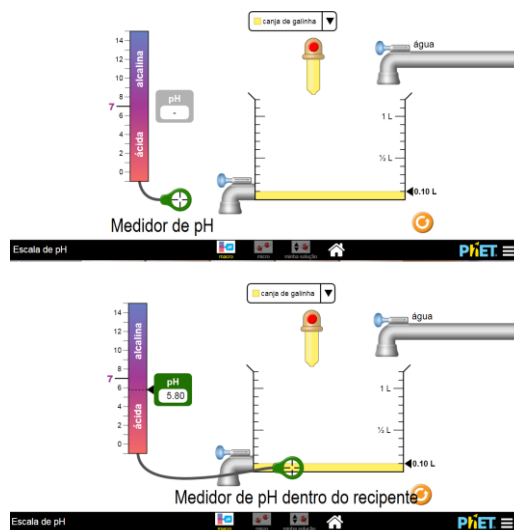 canja de galinha
água
14
12
10
8
7
6
4
2
0
alcalina
ácida
pH
-
1 L
½ L
0.10 L
Medidor de pH
Escala de pH
macro
micro
minha solução
PhET
canja de galinha
água
14
12
10
8
7
6
4
2
0
alcalina
ácida
pH
5.80
1 L
½ L
0.10 L
Medidor de pH dentro do recipente
Escala de pH
macro
micro
minha solução
PhET